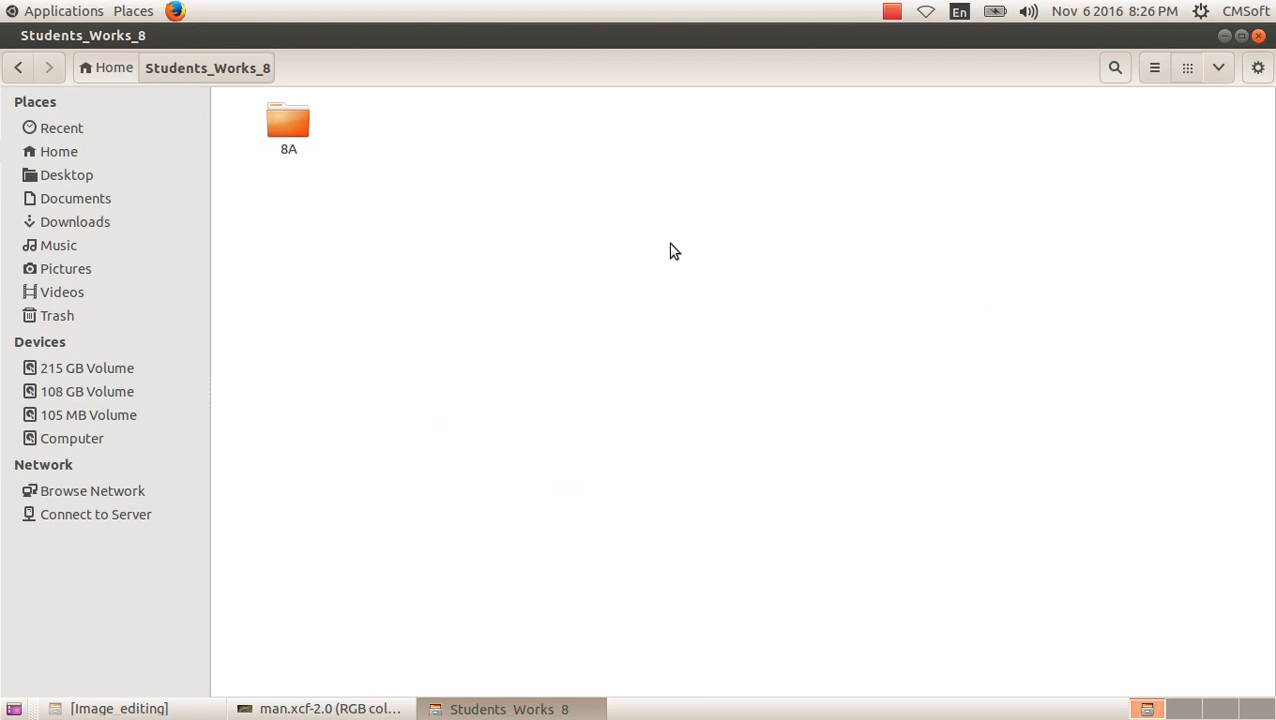 Applications Places En Nov 6 2016 8:26 PM CMSoft
Students_Works_8
Home Students_Works_8
Places
Recent
Home
Desktop
Documents
Downloads
Music
Pictures
Videos
Trash
Devices
215 GB Volume
108 GB Volume
105 MB Volume
Computer
Network
Browse Network
Connect to Server
8A
[Image_editing] man.xcf-2.0 (RGB col... Students_Works_8